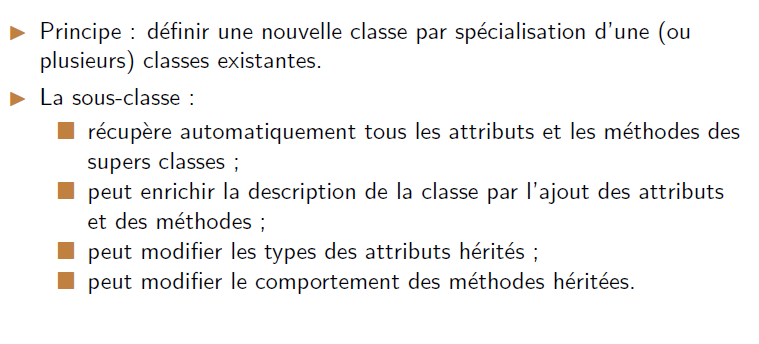 Principe : définir une nouvelle classe par spécialisation d'une (ou
plusieurs) classes existantes.
La sous-classe :
récupère automatiquement tous les attributs et les méthodes des
supers classes ;
peut enrichir la description de la classe par l'ajout des attributs
et des méthodes ;
peut modifier les types des attributs hérités ;
peut modifier le comportement des méthodes héritées.